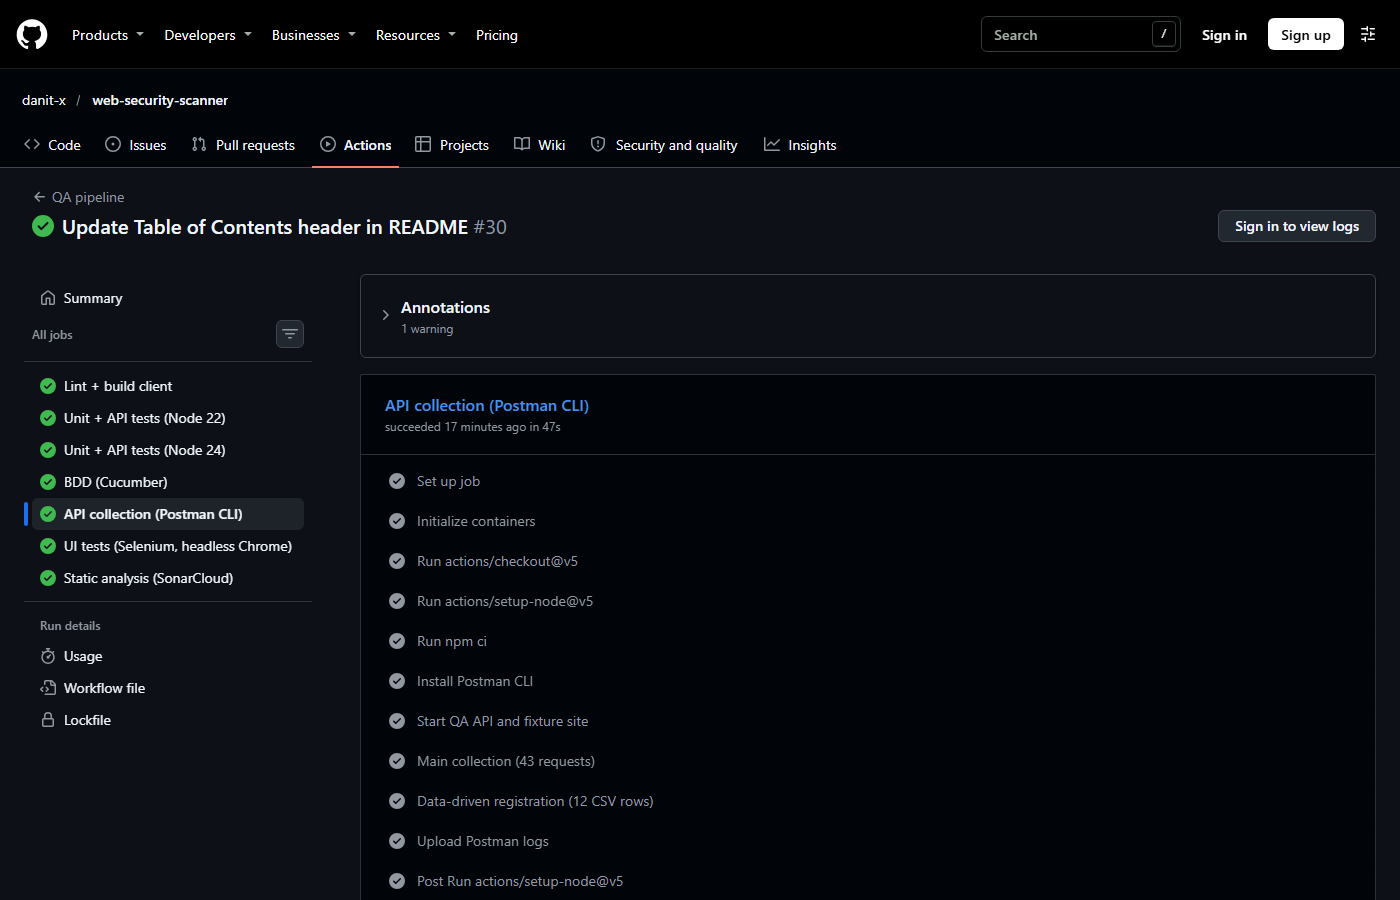 Products Developers Businesses Resources Pricing Search / Sign in Sign up
danit-x / web-security-scanner
Code Issues Pull requests Actions Projects Wiki Security and quality Insights
QA pipeline
Update Table of Contents header in README #30
Sign in to view logs
Summary
All jobs
Lint + build client
Unit + API tests (Node 22)
Unit + API tests (Node 24)
BDD (Cucumber)
API collection (Postman CLI)
UI tests (Selenium, headless Chrome)
Static analysis (SonarCloud)
Run details
Usage
Workflow file
Lockfile
Annotations
1 warning
API collection (Postman CLI)
succeeded 17 minutes ago in 47s
Set up job
Initialize containers
Run actions/checkout@v5
Run actions/setup-node@v5
Run npm ci
Install Postman CLI
Start QA API and fixture site
Main collection (43 requests)
Data-driven registration (12 CSV rows)
Upload Postman logs
Post Run actions/setup-node@v5